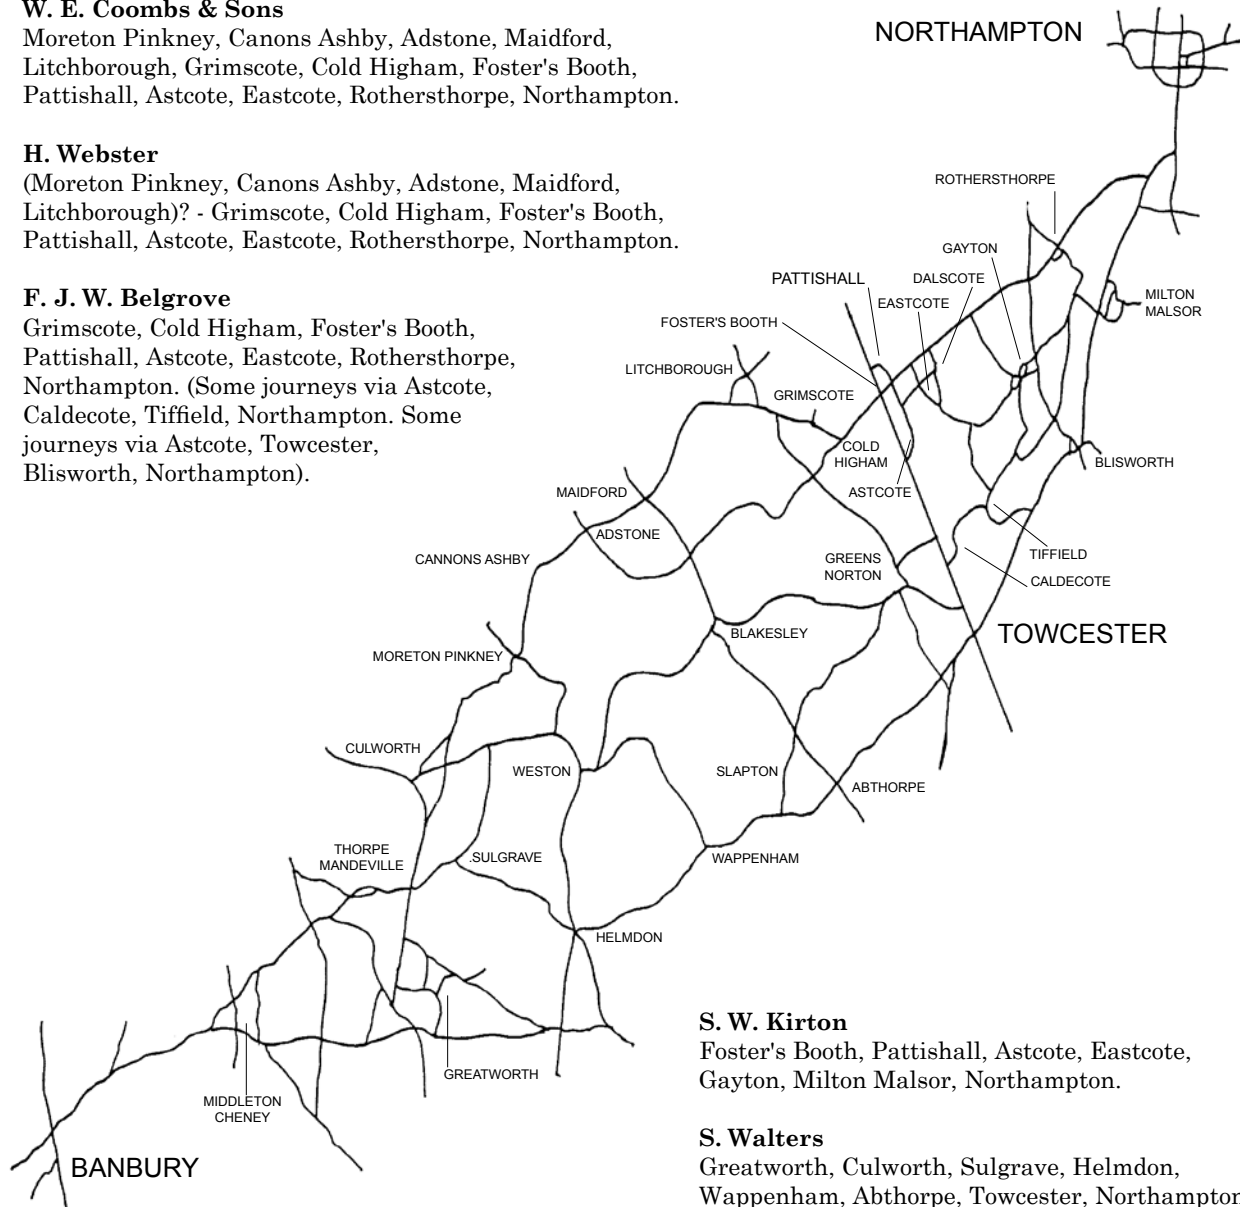 W. E. Coombs & Sons
Moreton Pinkney, Canons Ashby, Adstone, Maidford,
Litchborough, Grimscote, Cold Higham, Foster's Booth,
Pattishall, Astcote, Eastcote, Rothersthorpe, Northampton.
H. Webster
(Moreton Pinkney, Canons Ashby, Adstone, Maidford,
Litchborough)? - Grimscote, Cold Higham, Foster's Booth,
Pattishall, Astcote, Eastcote, Rothersthorpe, Northampton.
F. J. W. Belgrove
Grimscote, Cold Higham, Foster's Booth,
Pattishall, Astcote, Eastcote, Rothersthorpe,
Northampton. (Some journeys via Astcote,
Caldecote, Tiffield, Northampton. Some
journeys via Astcote, Towcester,
Blisworth, Northampton).
NORTHAMPTON
ROTHERSTHORPE
GAYTON
PATTISHALL
DALSCOTE
EASTCOTE
MILTON
MALSOR
FOSTER'S BOOTH
LITCHBOROUGH
GRIMSCOTE
COLD
HIGHAM
BLISWORTH
ASTCOTE
MAIDFORD
ADSTONE
CANNONS ASHBY
GREENS
NORTON
TIFFIELD
CALDECOTE
BLAKESLEY
TOWCESTER
MORETON PINKNEY
CULWORTH
WESTON
SLAPTON
ABTHORPE
THORPE
MANDEVILLE
.SULGRAVE
WAPPENHAM
HELMDON
GREATWORTH
MIDDLETON
CHENEY
BANBURY
S. W. Kirton
Foster's Booth, Pattishall, Astcote, Eastcote,
Gayton, Milton Malsor, Northampton.
S. Walters
Greatworth, Culworth, Sulgrave, Helmdon,
Wappenham, Abthorpe, Towcester, Northampton